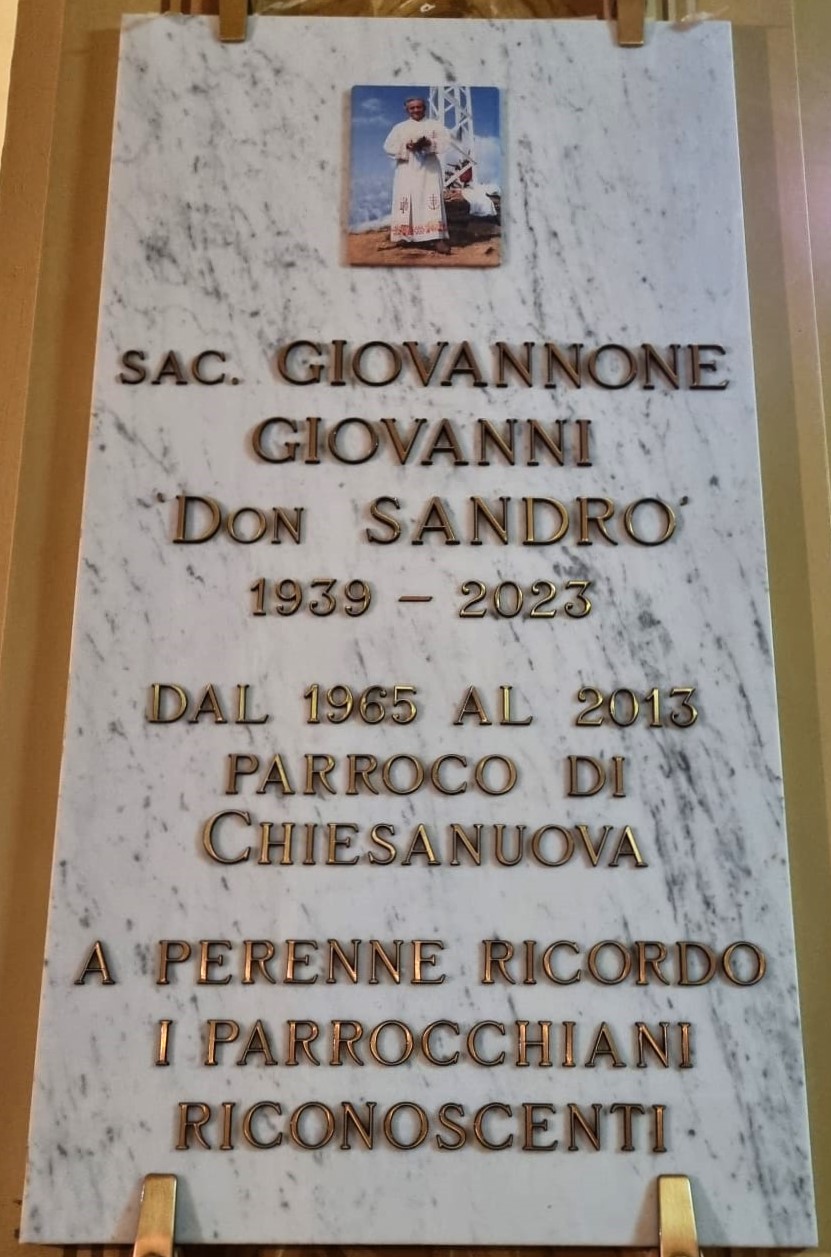 SAC. GIOVANNONE
GIOVANNI
'DON SANDRO'
1939 – 2023
DAL 1965 AL 2013
PARROCO DI
CHIESANUOVA
A PERENNE RICORDO
I PARROCCHIANI
RICONOSCENTI